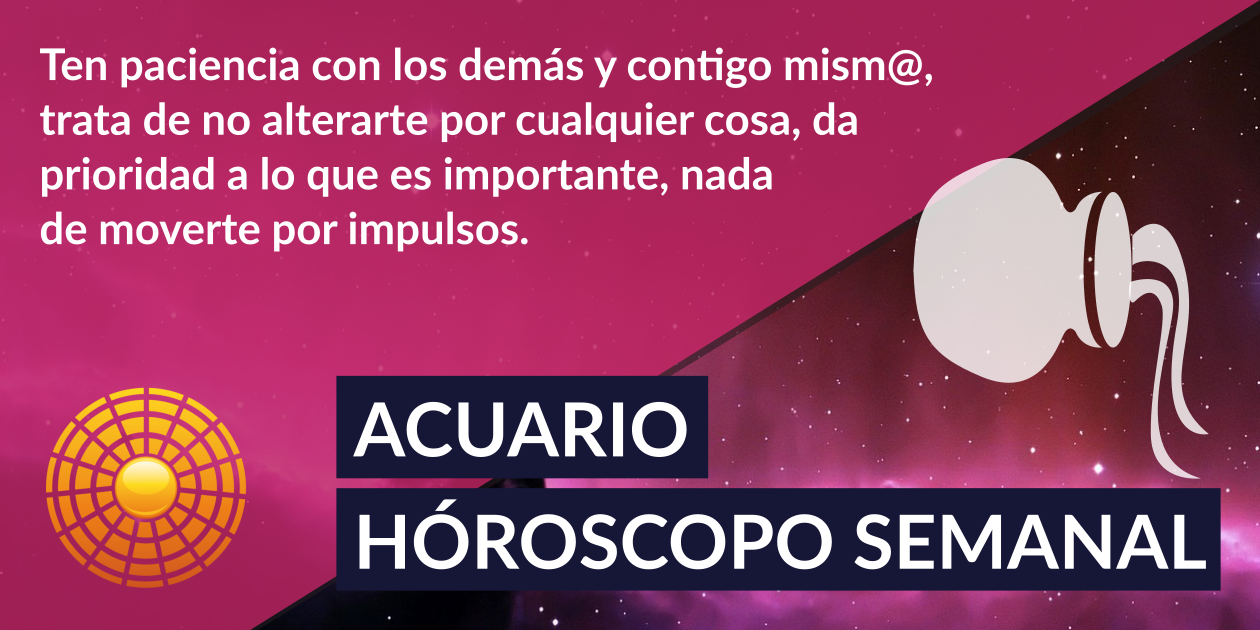 Ten paciencia con los demás y contigo mism@,
trata de no alterarte por cualquier cosa, da
prioridad a lo que es importante, nada
de moverte por impulsos.
ACUARIO
HÓROSCOPO SEMANAL